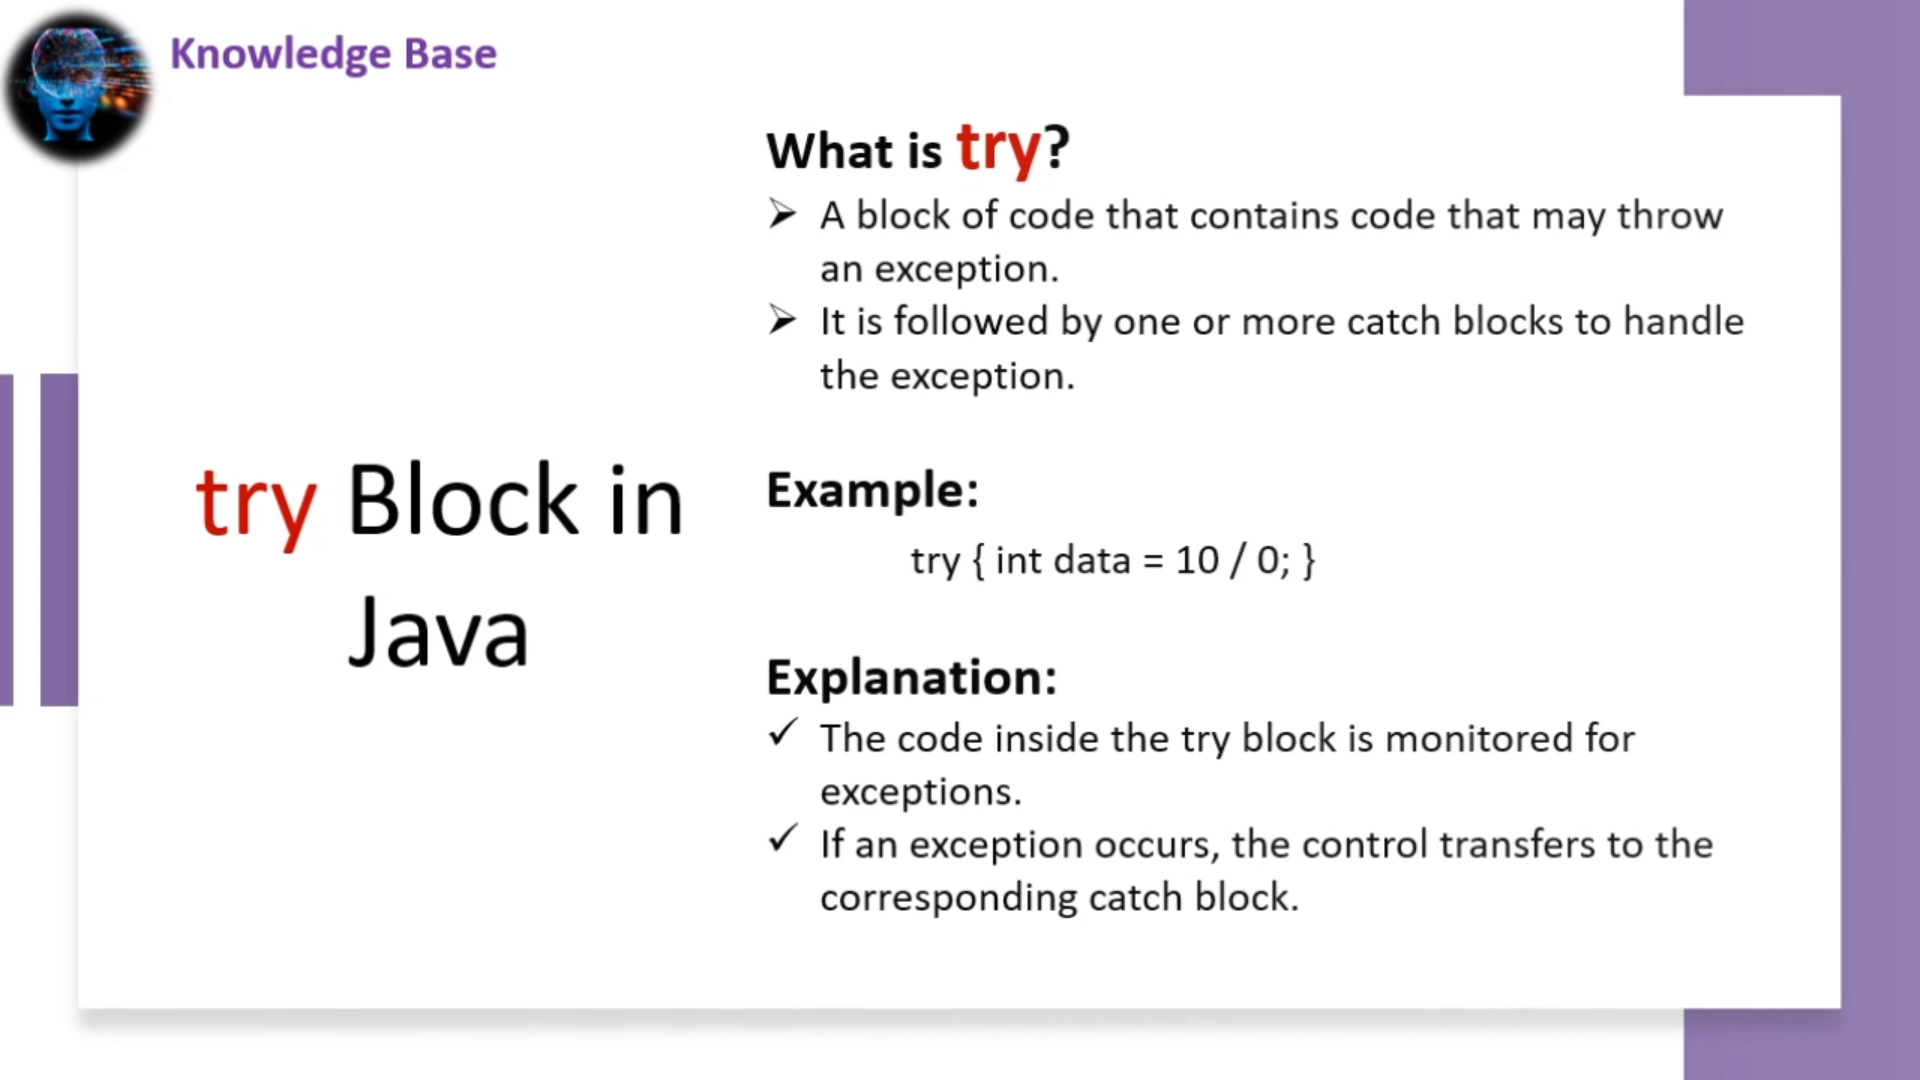 Knowledge Base
try Block in
Java
What is try?
➢ A block of code that contains code that may throw
an exception.
➢ It is followed by one or more catch blocks to handle
the exception.
Example:
try { int data = 10 / 0; }
Explanation:
✓ The code inside the try block is monitored for
exceptions.
✓ If an exception occurs, the control transfers to the
corresponding catch block.